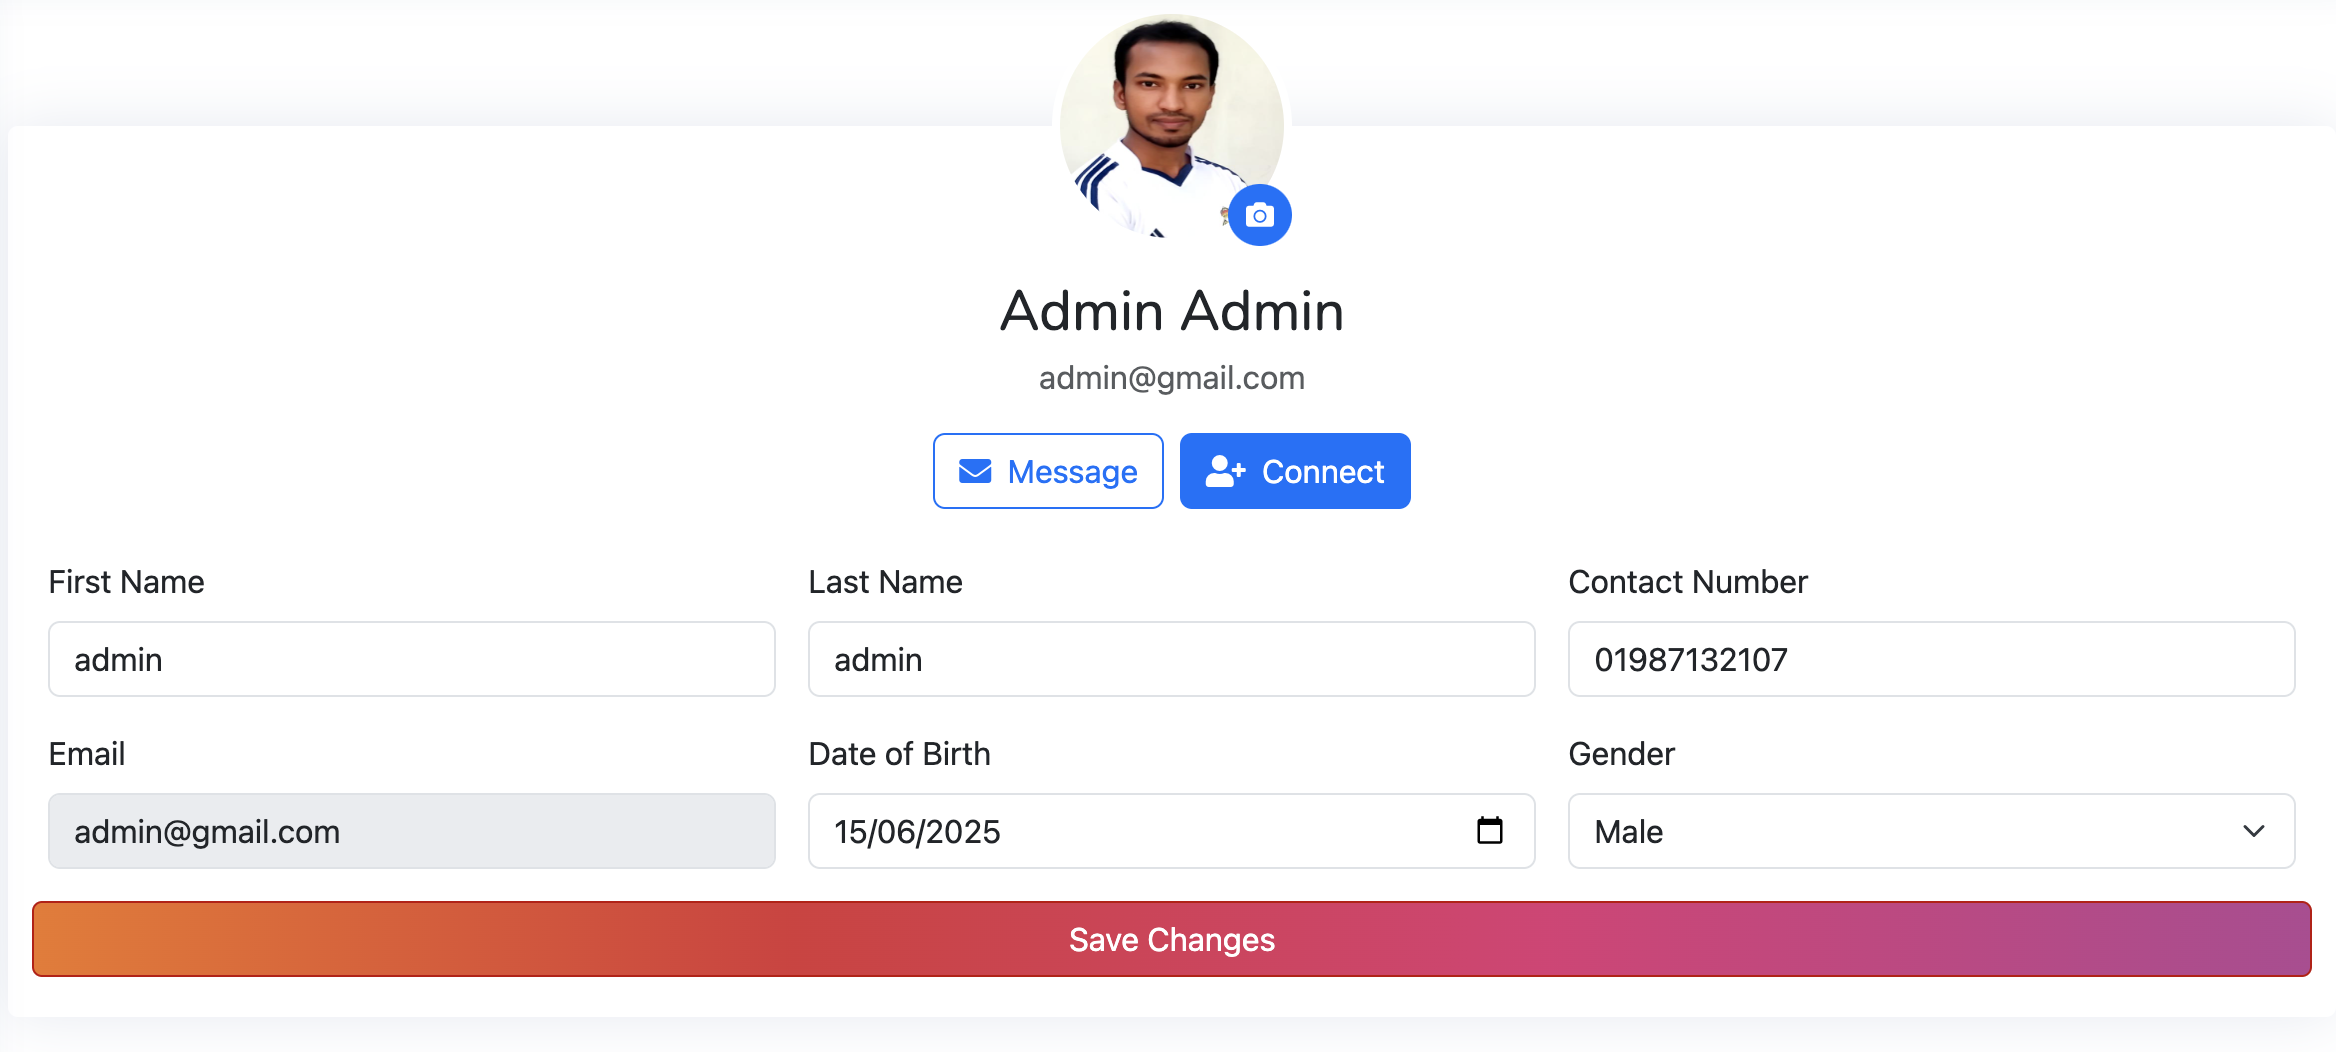 Admin Admin
admin@gmail.com
Message Connect
First Name Last Name Contact Number
admin admin 01987132107
Email Date of Birth Gender
admin@gmail.com 15/06/2025 Male
Save Changes